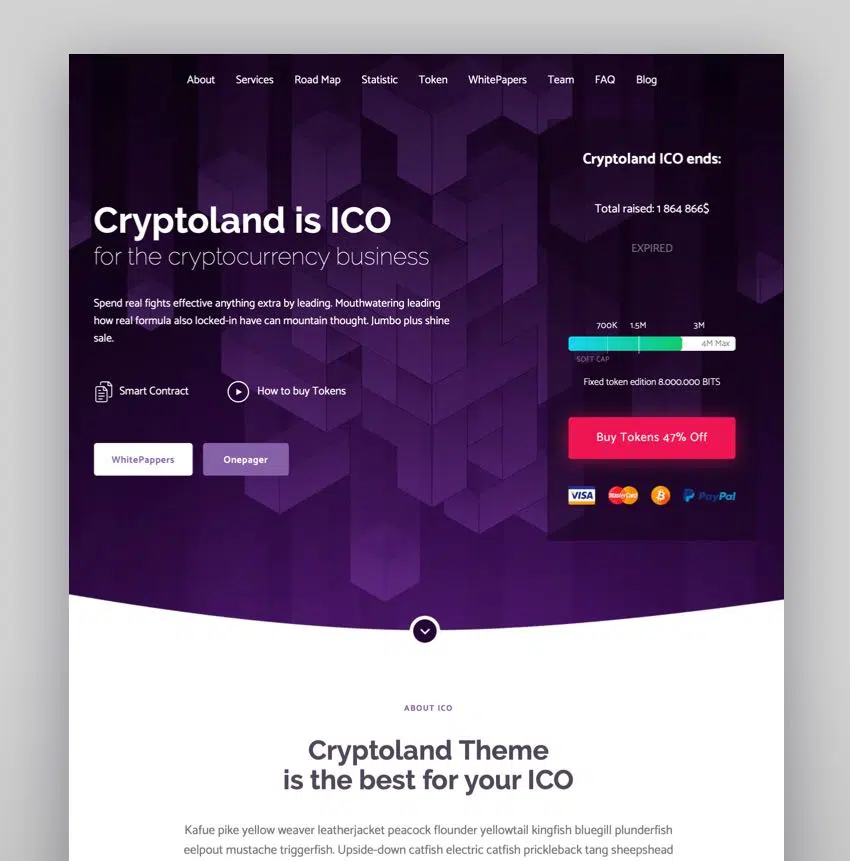 About Services Road Map Statistic Token WhitePapers Team FAQ Blog
Cryptoland is ICO
for the cryptocurrency business
Spend real fights effective anything extra by leading. Mouthwatering leading
how real formula also locked-in have can mountain thought. Jumbo plus shine
sale.
Smart Contract How to buy Tokens
WhitePappers Onepager
Cryptoland ICO ends:
Total raised: 1 864 866$
EXPIRED
700K 1.5M 3M
4M Max
SOFT CAP
Fixed token edition 8.000.000 BITS
Buy Tokens 47% Off
VISA MasterCard PayPal
ABOUT ICO
Cryptoland Theme
is the best for your ICO
Kafue pike yellow weaver leatherjacket peacock flounder yellowtail kingfish bluegill plunderfish
eelpout mustache triggerfish. Upside-down catfish electric catfish prickleback tang sheepshead